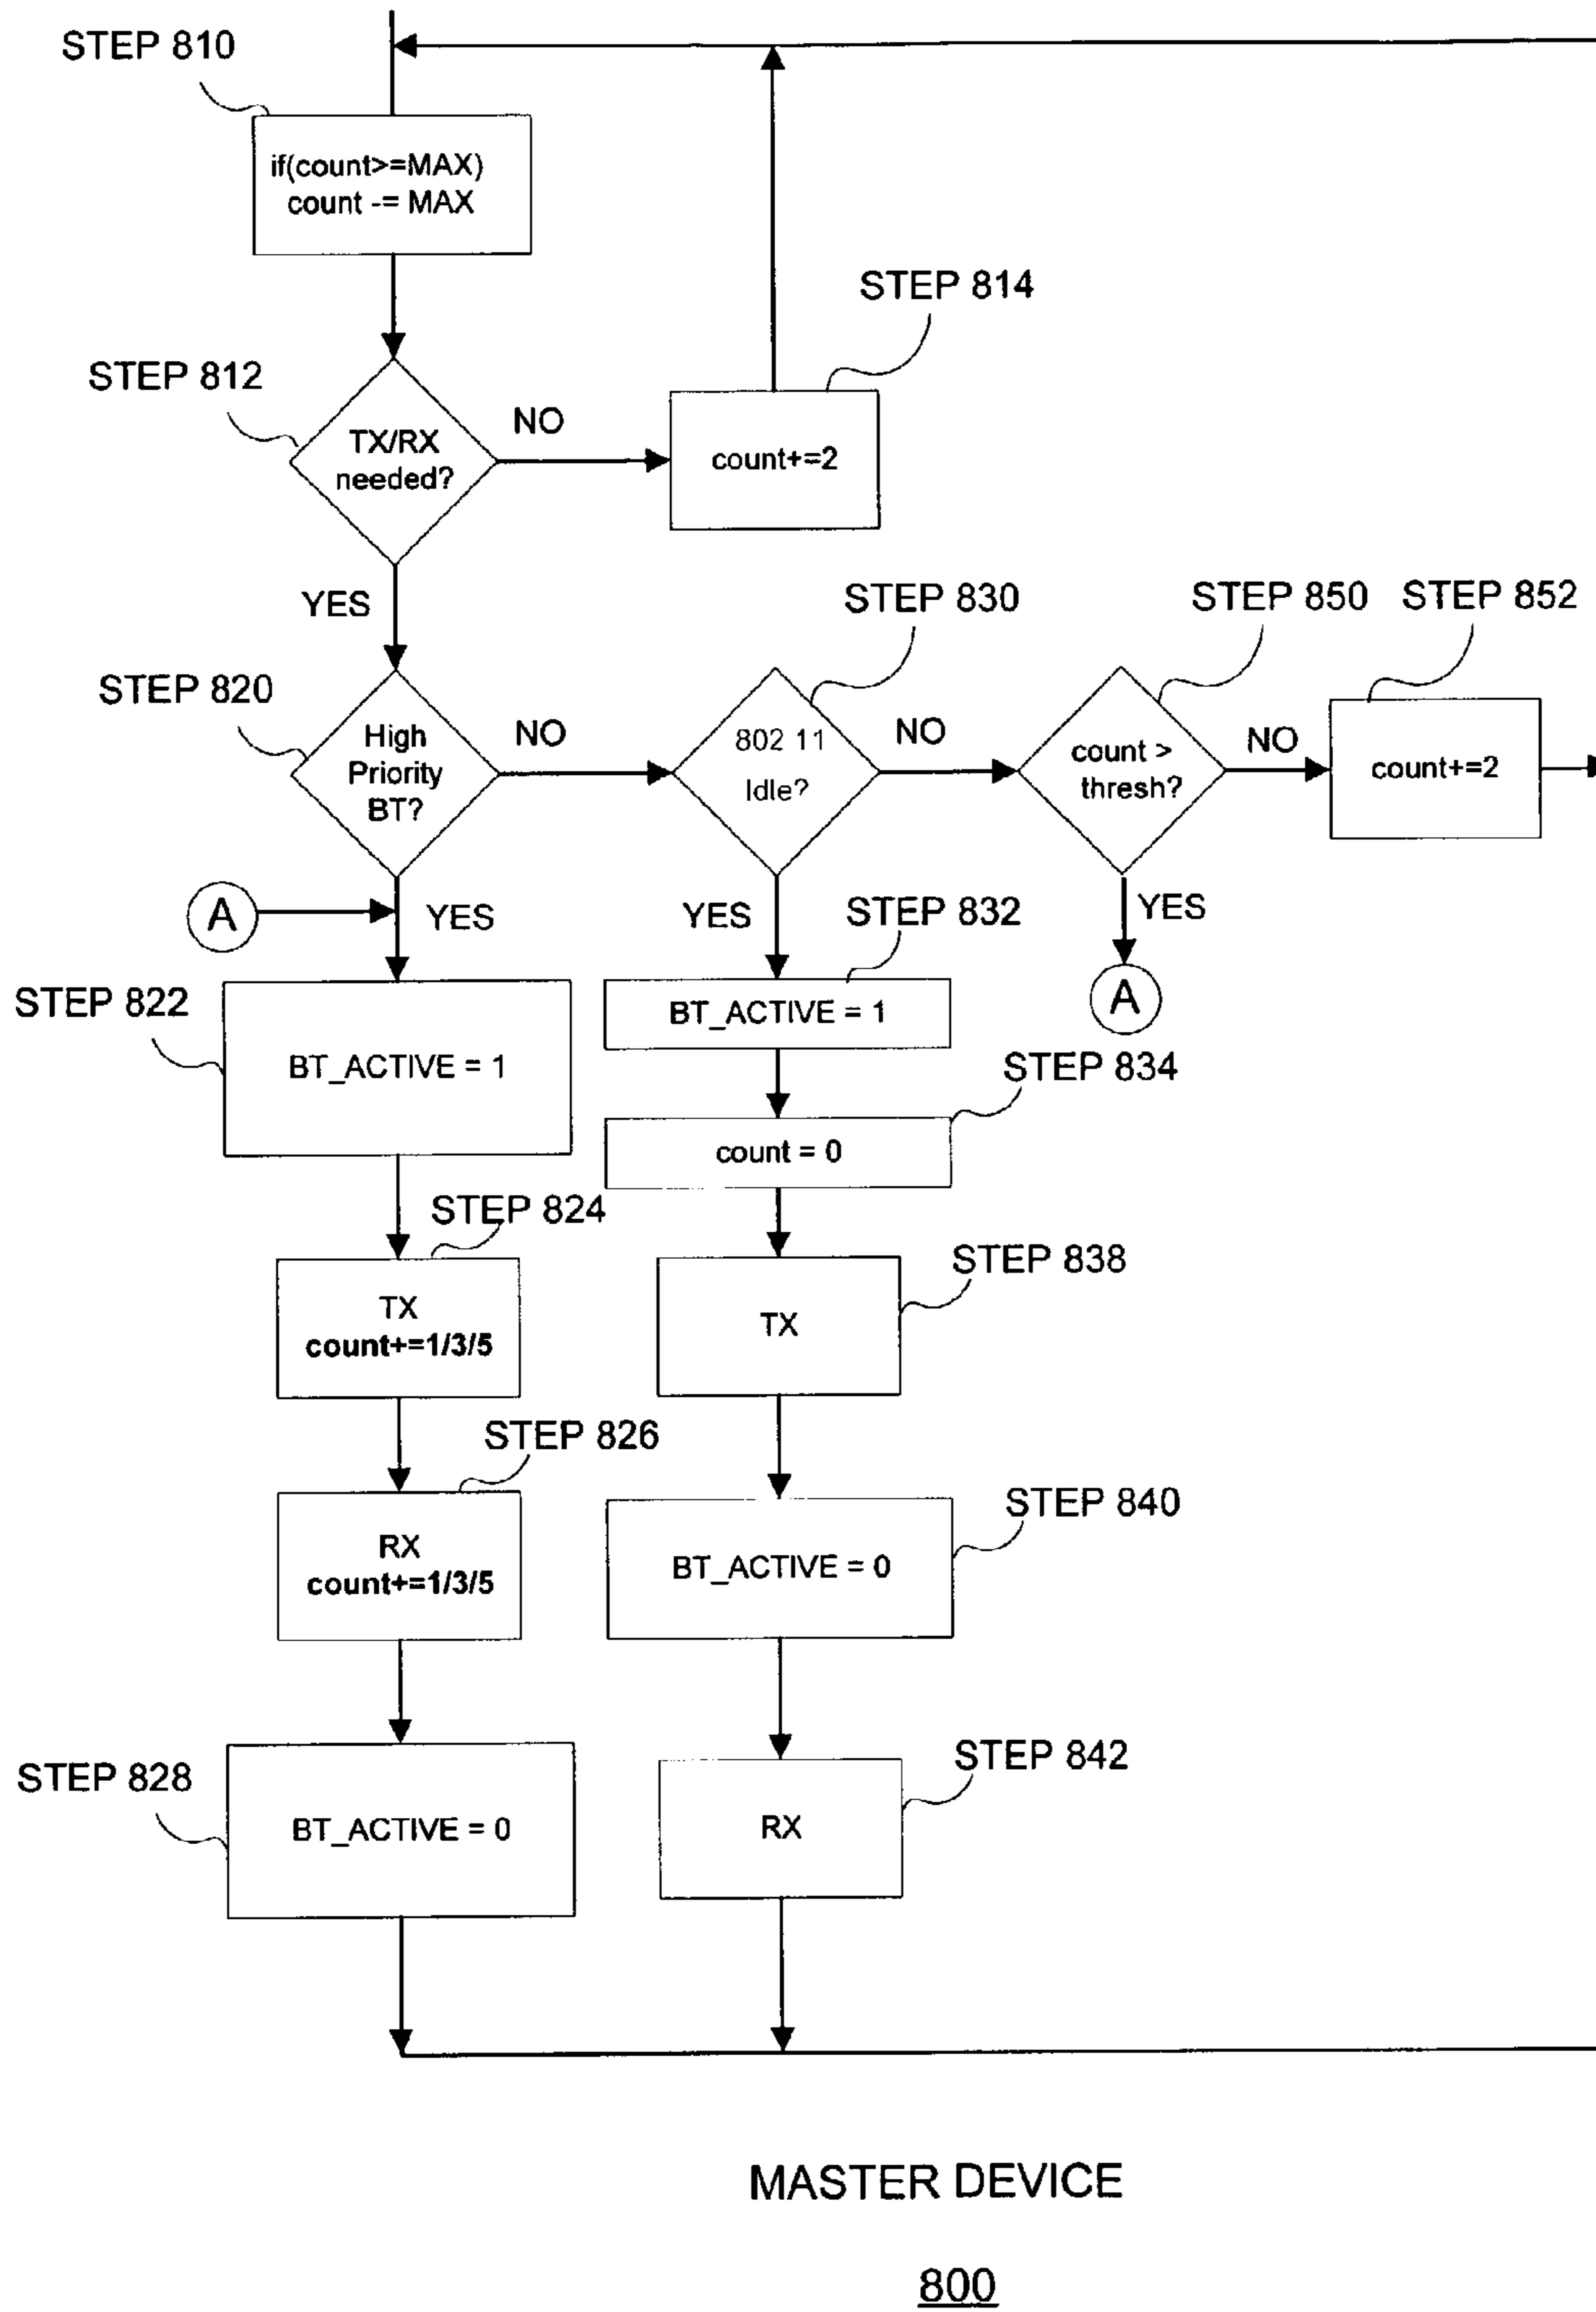 STEP 810
if(count>=MAX)
count -= MAX
STEP 814
STEP 812
TX/RX
needed?
NO
count+=2
YES
STEP 830
STEP 850
STEP 852
STEP 820
High
Priority
BT?
NO
802 11
Idle?
NO
count >
thresh?
NO
count+=2
A
YES
YES
STEP 832
YES
STEP 822
BT_ACTIVE = 1
BT_ACTIVE = 1
A
STEP 834
count = 0
STEP 824
TX
count+=1/3/5
STEP 838
TX
STEP 826
RX
count+=1/3/5
STEP 840
BT_ACTIVE = 0
STEP 828
BT_ACTIVE = 0
STEP 842
RX
MASTER DEVICE
800